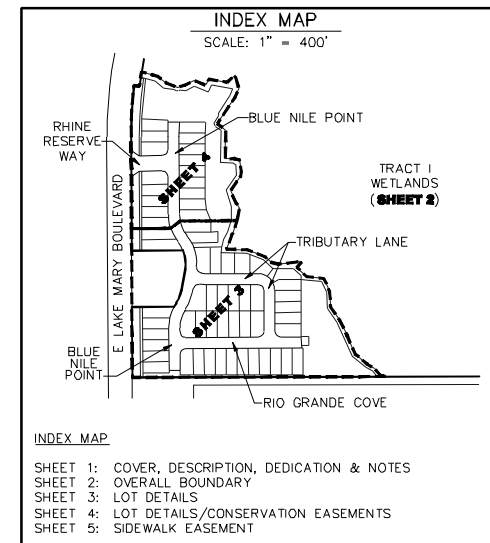 INDEX MAP
SCALE: 1" = 400'
BLUE NILE POINT
RHINE
RESERVE
WAY
SHEET 4
TRACT I
WETLANDS
(SHEET 2)
E LAKE MARY BOULEVARD
TRIBUTARY LANE
SHEET 3
BLUE
NILE
POINT
RIO GRANDE COVE
INDEX MAP
SHEET 1: COVER, DESCRIPTION, DEDICATION & NOTES
SHEET 2: OVERALL BOUNDARY
SHEET 3: LOT DETAILS
SHEET 4: LOT DETAILS/CONSERVATION EASEMENTS
SHEET 5: SIDEWALK EASEMENT